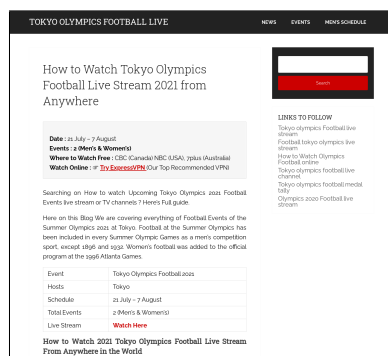 TOKYO OLYMPICS FOOTBALL LIVE
NEWS EVENTS MEN'S SCHEDULE
How to Watch Tokyo Olympics
Football Live Stream 2021 from
Anywhere
Date : 21 July – 7 August
Events : 2 (Men's & Women's)
Where to Watch Free : CBC (Canada) NBC (USA), 7plus (Australia)
Watch Online : ☞ Try ExpressVPN (Our Top Recommended VPN)
Searching on How to watch Upcoming Tokyo Olympics 2021 Football
Events live stream or TV channels ? Here's Full guide.
Here on this Blog We are covering everything of Football Events of the
Summer Olympics 2021 at Tokyo. Football at the Summer Olympics has
been included in every Summer Olympic Games as a men's competition
sport, except 1896 and 1932. Women's football was added to the official
program at the 1996 Atlanta Games.
Event Tokyo Olympics Football 2021
Hosts Tokyo
Schedule 21 July – 7 August
Total Events 2 (Men's & Women's)
Live Stream Watch Here
How to Watch 2021 Tokyo Olympics Football Live Stream
From Anywhere in the World
Search
LINKS TO FOLLOW
Tokyo olympics Football live
stream
Football tokyo olympics live
stream
How to Watch Olympics
Football online
Tokyo olympics football live
channel
Tokyo olympics football medal
tally
Olympics 2020 Football live
stream